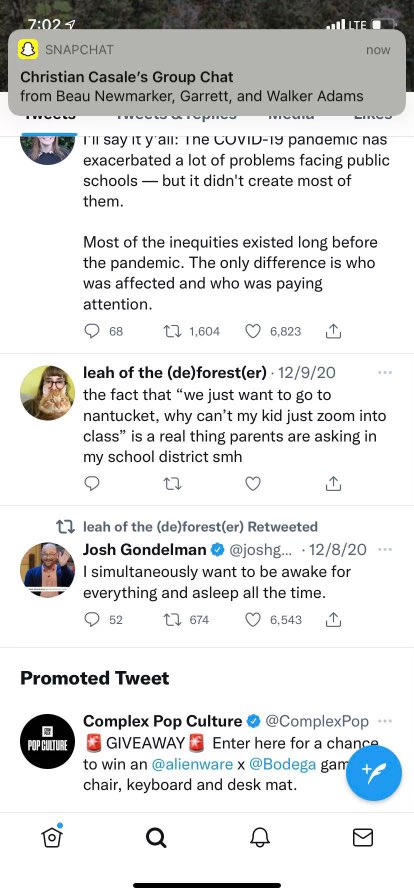 7:02
LTE
SNAPCHAT
now
Christian Casale's Group Chat
from Beau Newmarker, Garrett, and Walker Adams
Tweets Tweets & replies Media Likes
I'll say it y'all: The COVID-19 pandemic has
exacerbated a lot of problems facing public
schools — but it didn't create most of
them.
Most of the inequities existed long before
the pandemic. The only difference is who
was affected and who was paying
attention.
68 1,604 6,823
leah of the (de)forest(er) · 12/9/20
the fact that “we just want to go to
nantucket, why can’t my kid just zoom into
class” is a real thing parents are asking in
my school district smh
leah of the (de)forest(er) Retweeted
Josh Gondelman @joshg... · 12/8/20
I simultaneously want to be awake for
everything and asleep all the time.
52 674 6,543
Promoted Tweet
Complex Pop Culture @ComplexPop
🚨 GIVEAWAY 🚨 Enter here for a chance
to win an @alienware x @Bodega gam
chair, keyboard and desk mat.
POP CULTURE